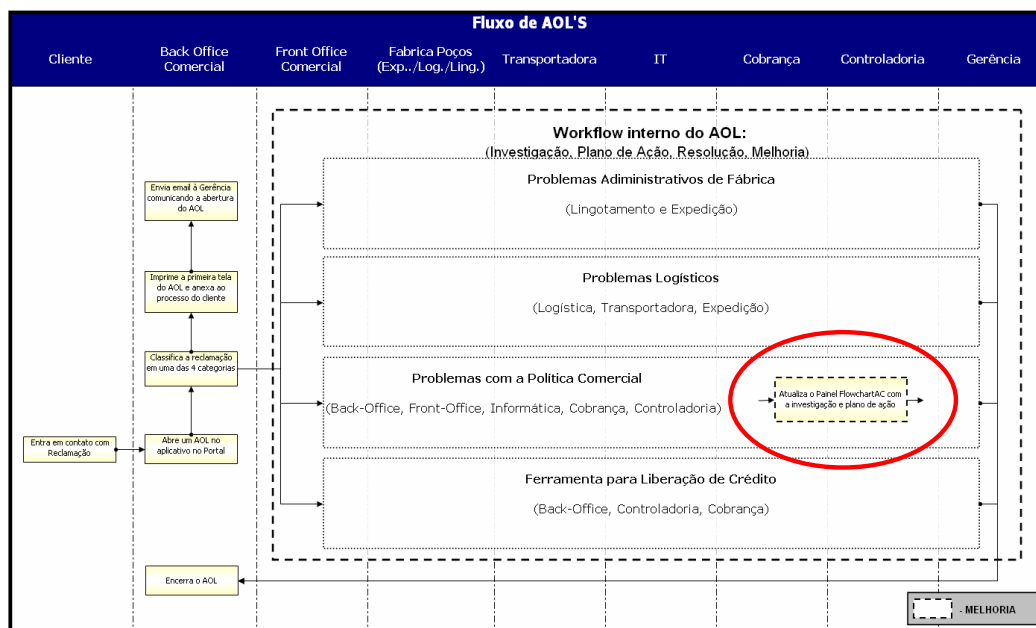 Fluxo de AOL'S
Cliente
Back Office
Comercial
Front Office
Comercial
Fabrica Poços
(Exp../Log./Ling.)
Transportadora
IT
Cobrança
Controladoria
Gerência
Workflow interno do AOL:
(Investigação, Plano de Ação, Resolução, Melhoria)
Problemas Adiministrativos de Fábrica
(Lingotamento e Expedição)
Envia email á Gerência
comunicando a abertura
do AOL
Imprime a primeira tela
do AOL e anexa ao
processo do cliente
Problemas Logísticos
(Logística, Transportadora, Expedição)
Classifica a reclamação
em uma das 4 categorias
Problemas com a Política Comercial
(Back-Office, Front-Office, Informática, Cobrança, Controladoria)
Atualiza o Painel FlowchartAC com
a investigação e plano de ação
Entra em contato com
Reclamação
Abre um AOL no
aplicativo no Portal
Ferramenta para Liberação de Crédito
(Back-Office, Controladoria, Cobrança)
Encerra o AOL
- MELHORIA